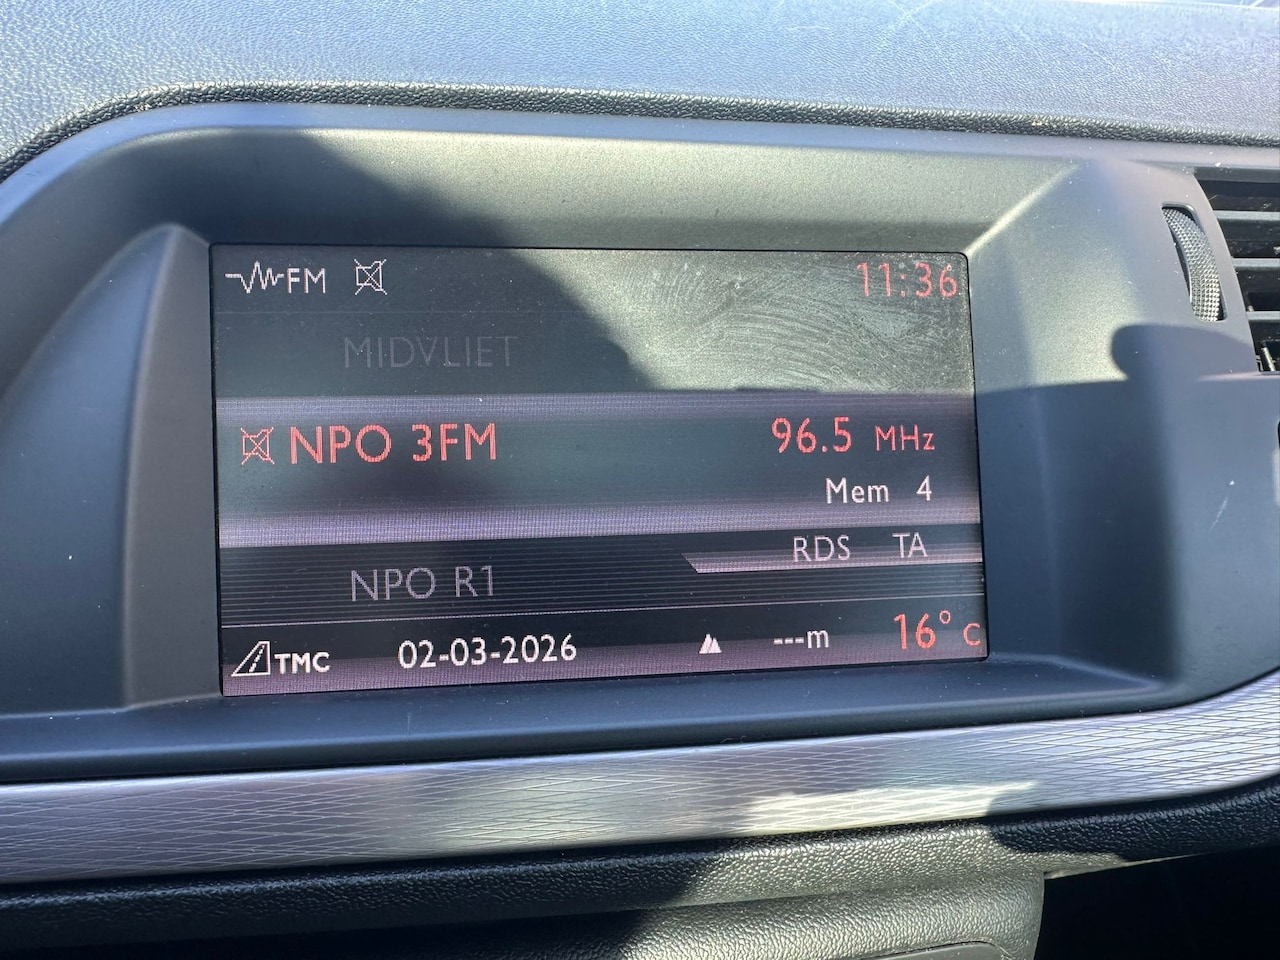 FM 11:36
MIDVLIET
NPO 3FM 96.5 MHz
Mem 4
RDS TA
NPO R1
TMC 02-03-2026 ---m 16° C